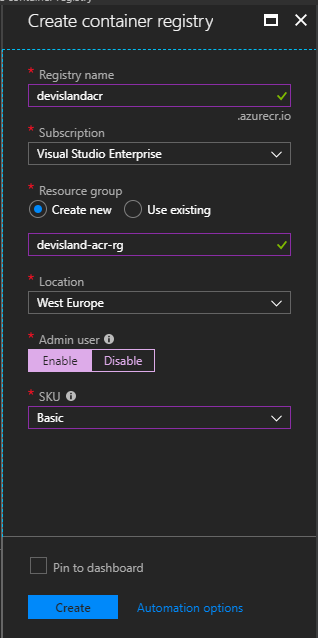 Create container registry
* Registry name
devislandacr
.azurecr.io
* Subscription
Visual Studio Enterprise
* Resource group
Create new Use existing
devisland-acr-rg
* Location
West Europe
* Admin user
Enable Disable
* SKU
Basic
Pin to dashboard
Create Automation options